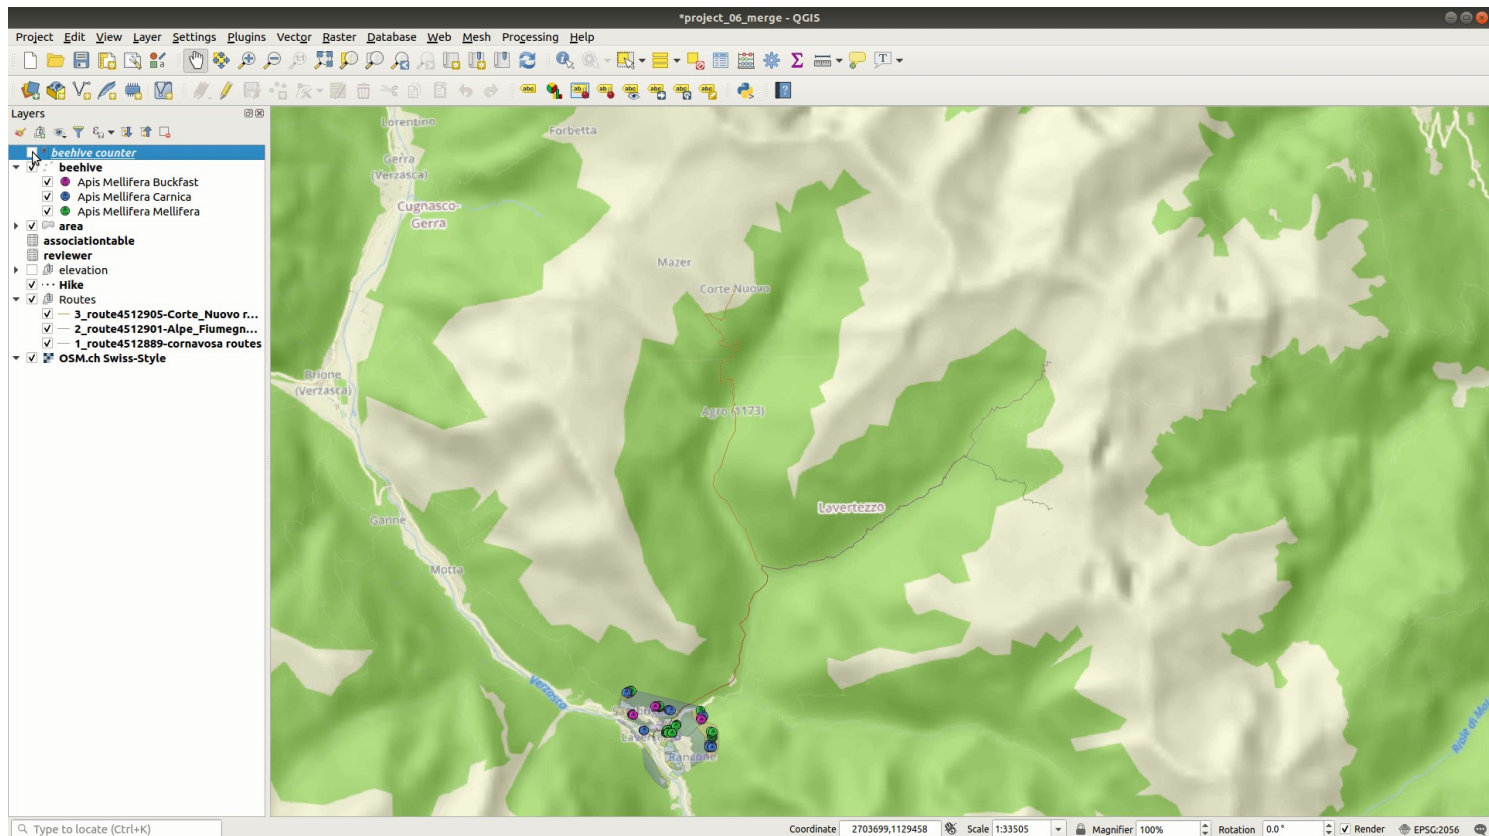 *project_06_merge - QGIS
Project Edit View Layer Settings Plugins Vector Raster Database Web Mesh Processing Help
Layers
beehive counter
beehive
Apis Mellifera Buckfast
Apis Mellifera Carnica
Apis Mellifera Mellifera
area
associationtable
reviewer
elevation
Hike
Routes
3_route4512905-Corte_Nuovo r...
2_route4512901-Alpe_Fiumegn...
1_route4512889-cornavosa routes
OSM.ch Swiss-Style
Lorentino
Forbetta
Gerra
(Verzasca)
Cugnasco-
Gerra
Mazer
Corte Nuovo
Brione
(Verzasca)
Agro (1173)
Lavertezzo
Ganne
Motta
Verzasca
Rancone
Riale di
Type to locate (Ctrl+K)
Coordinate 2703699,1129458 Scale 1:33505 Magnifier 100% Rotation 0.0° Render EPSG:2056